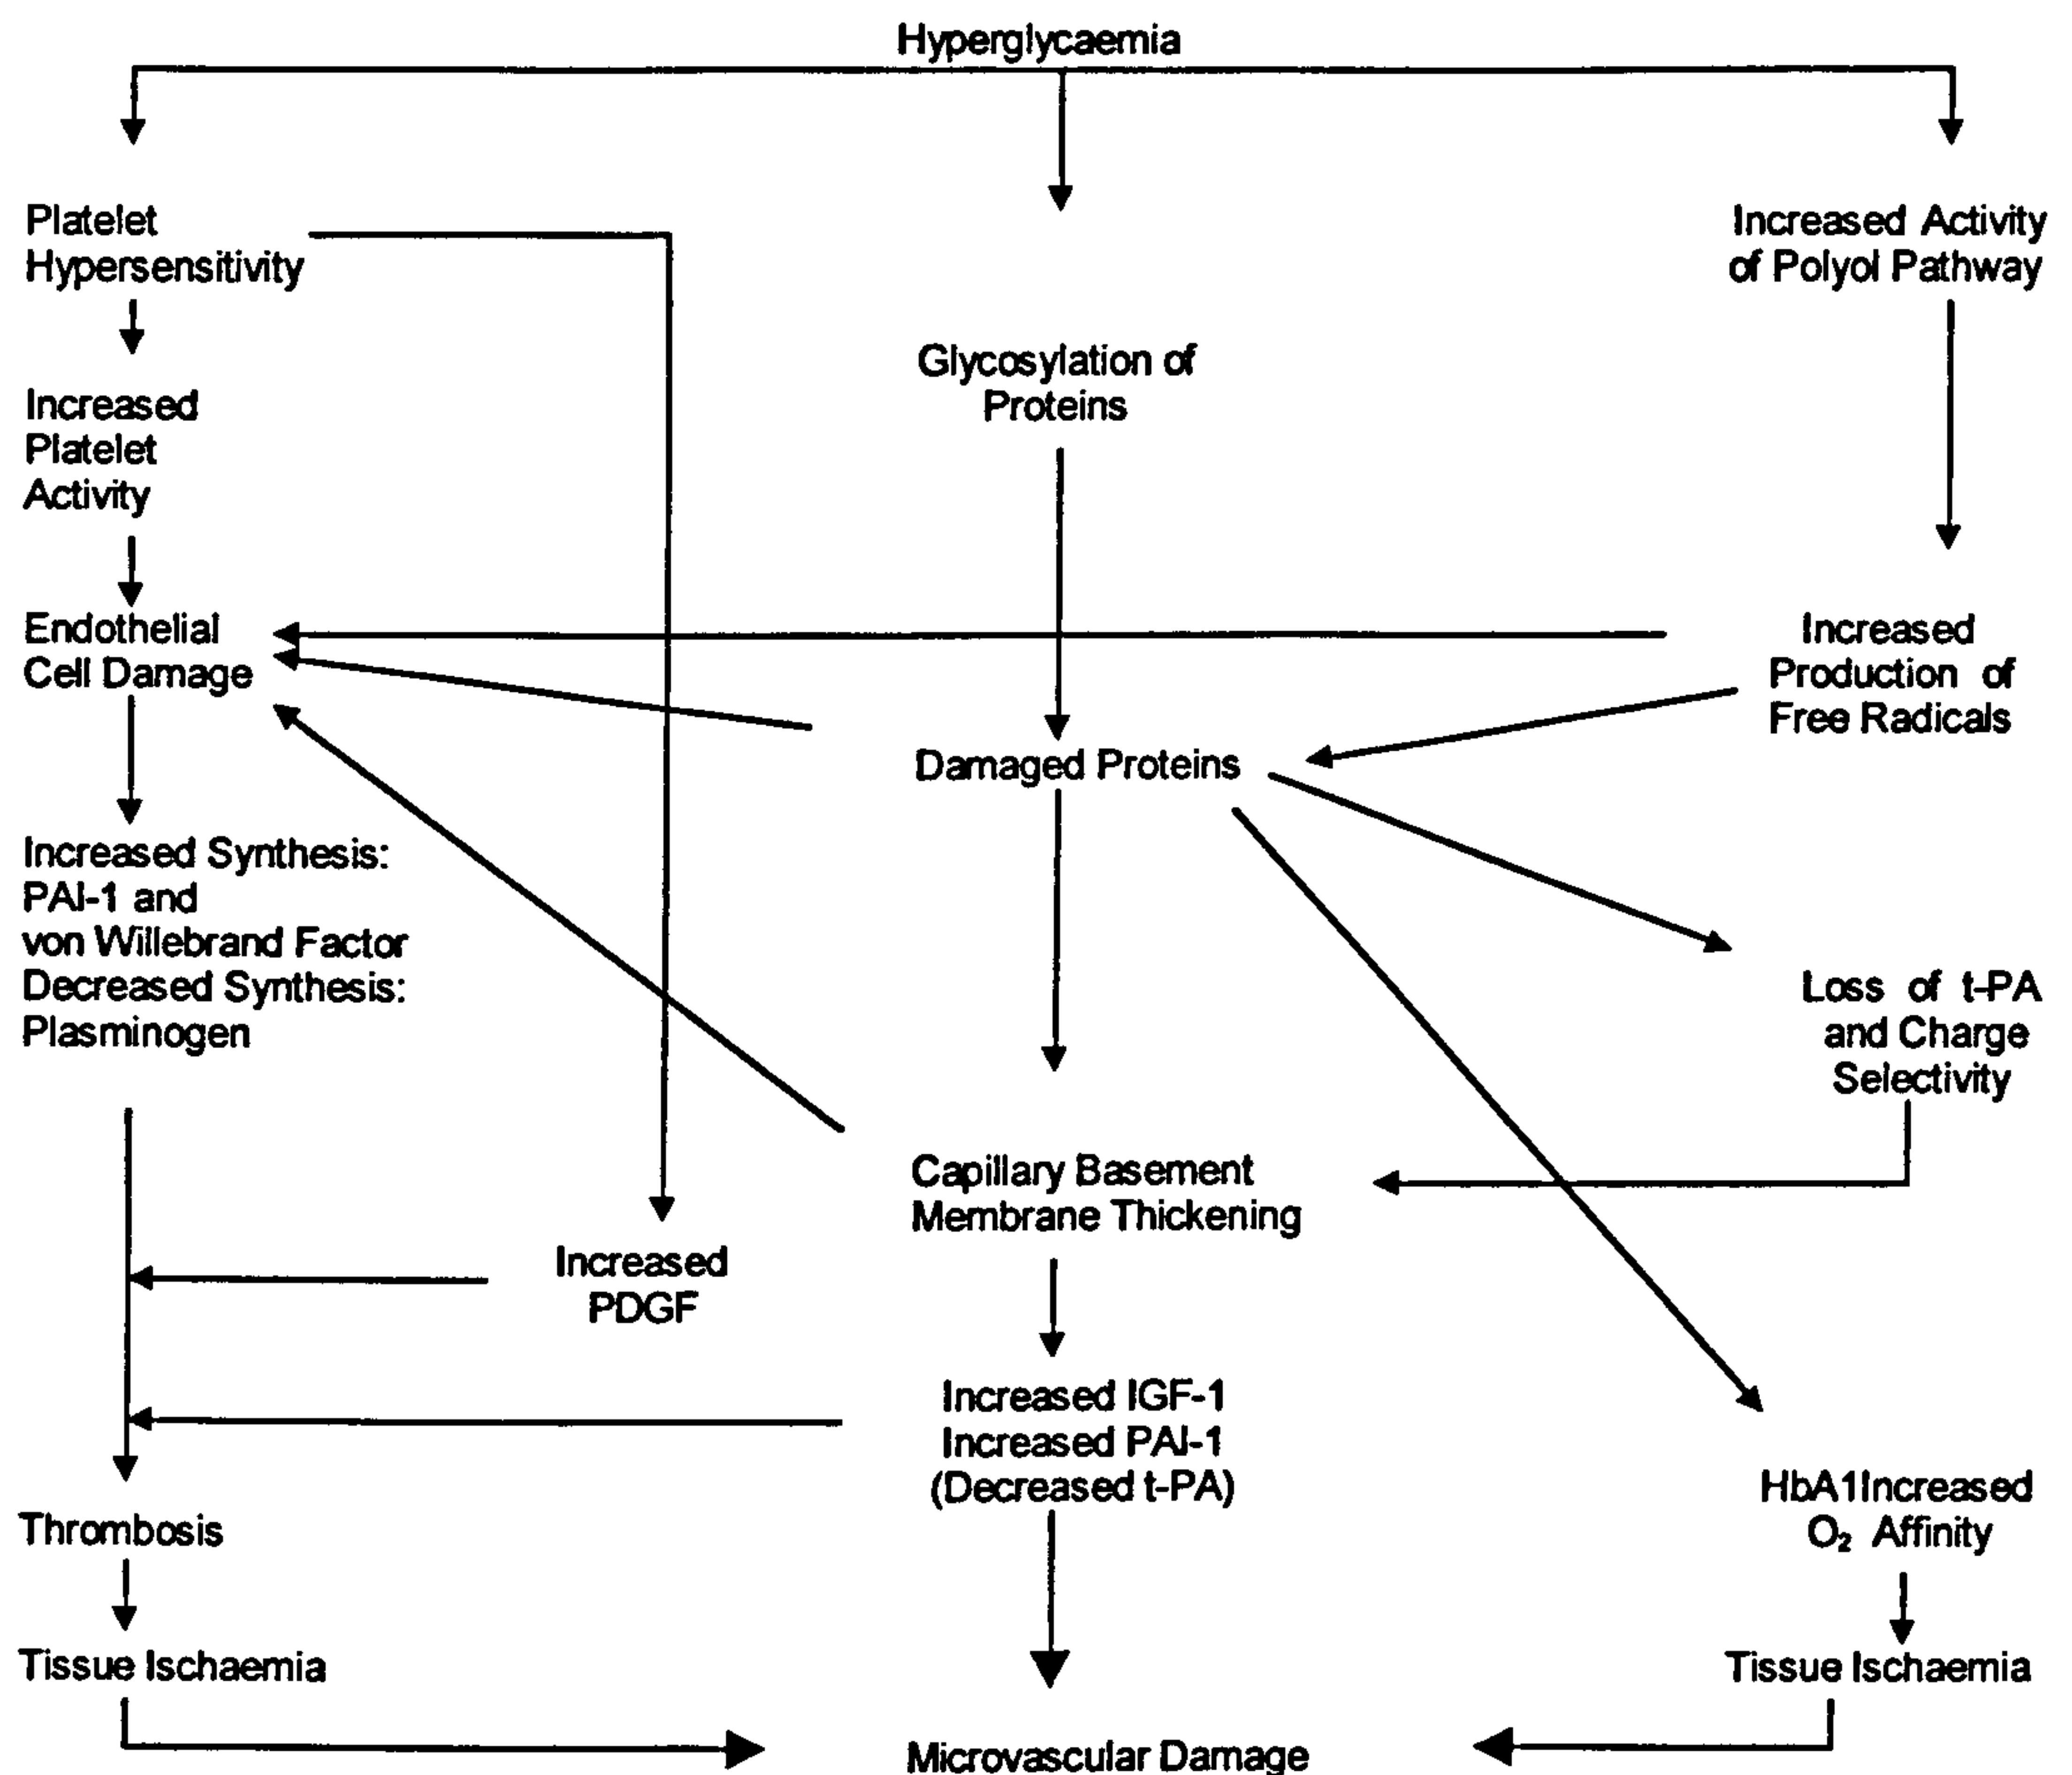 Hyperglycaemia
Platelet
Hypersensitivity
Increased Activity
of Polyol Pathway
Glycosylation of
Proteins
Increased
Platelet
Activity
Endothelial
Cell Damage
Increased
Production of
Free Radicals
Damaged Proteins
Increased Synthesis:
PAI-1 and
von Willebrand Factor
Decreased Synthesis:
Plasminogen
Loss of t-PA
and Charge
Selectivity
Capillary Basement
Membrane Thickening
Increased
PDGF
Increased IGF-1
Increased PAI-1
(Decreased t-PA)
HbA1Increased
O₂ Affinity
Thrombosis
Tissue Ischaemia
Tissue Ischaemia
Microvascular Damage